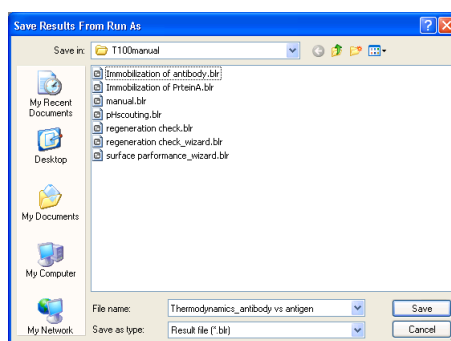 Save Results From Run As
Save in: T100manual
Immobilization of antibody.blr
Immobilization of PrteinA.blr
manual.blr
pHscouting.blr
regeneration check.blr
regeneration check_wizard.blr
surface parformance_wizard.blr
My Recent
Documents
Desktop
My Documents
My Computer
My Network
File name: Thermodynamics_antibody vs antigen Save
Save as type: Result file (*.blr) Cancel